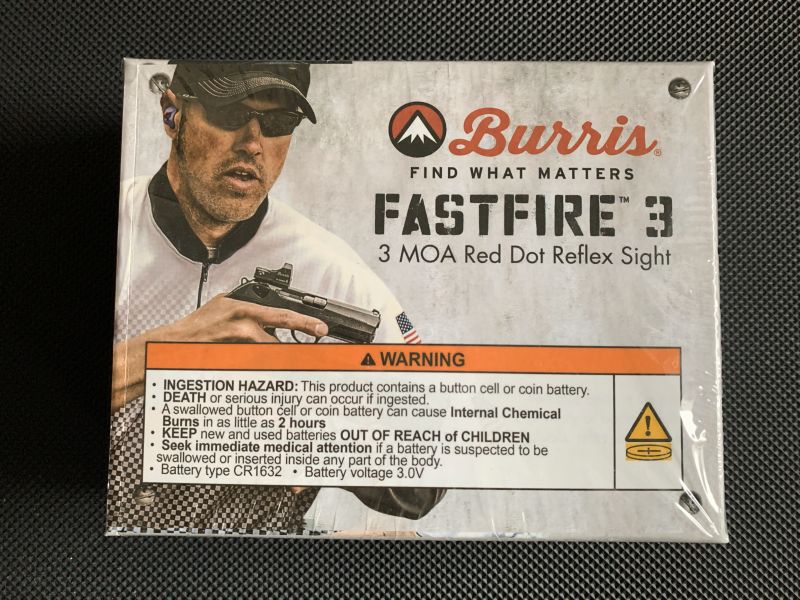 Burris®
FIND WHAT MATTERS
FASTFIRE™ 3
3 MOA Red Dot Reflex Sight
⚠ WARNING
• INGESTION HAZARD: This product contains a button cell or coin battery.
• DEATH or serious injury can occur if ingested.
• A swallowed button cell or coin battery can cause Internal Chemical
Burns in as little as 2 hours
• KEEP new and used batteries OUT OF REACH of CHILDREN
• Seek immediate medical attention if a battery is suspected to be
swallowed or inserted inside any part of the body.
• Battery type CR1632 • Battery voltage 3.0V